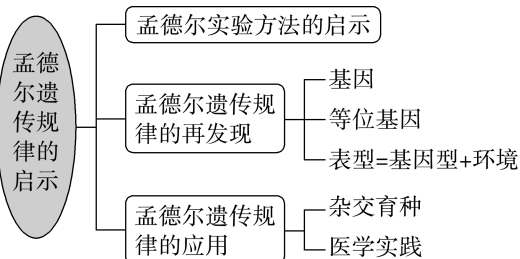 孟德
尔遗
传规
律的
启示
孟德尔实验方法的启示
孟德尔遗传规
律的再发现
基因
等位基因
表型=基因型+环境
孟德尔遗传规
律的应用
杂交育种
医学实践